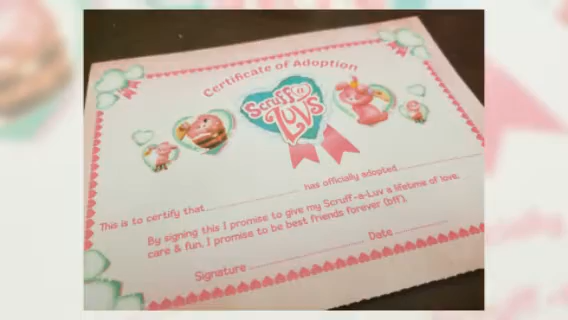 Certificate of Adoption
Scruff a
Luvs
This is to certify that has officially adopted
By signing this I promise to give my Scruff-a-Luv a lifetime of love,
care & fun. I promise to be best friends forever (bff).
Signature Date